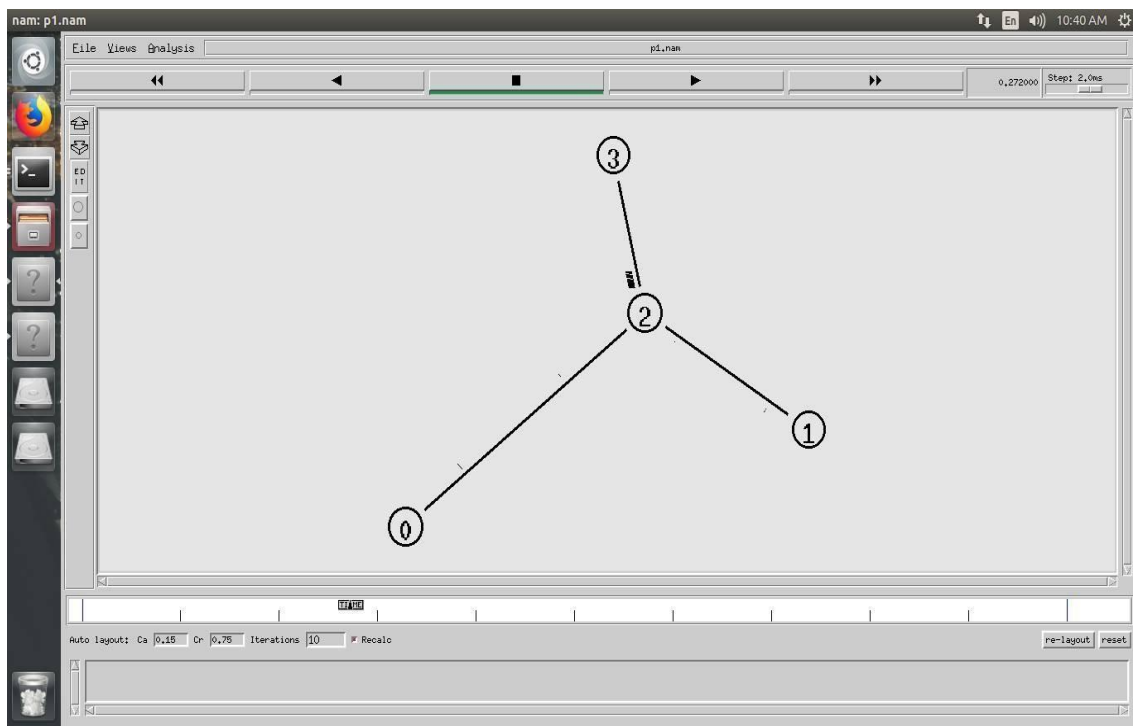 nam: p1.nam
En
10:40 AM
File Views Analysis
p1.nam
0.272000
Step: 2.0ms
ED
IT
3
2
1
0
TIME
Auto layout: Ca 0.15 Cr 0.75 Iterations 10 Recalc
re-layout reset